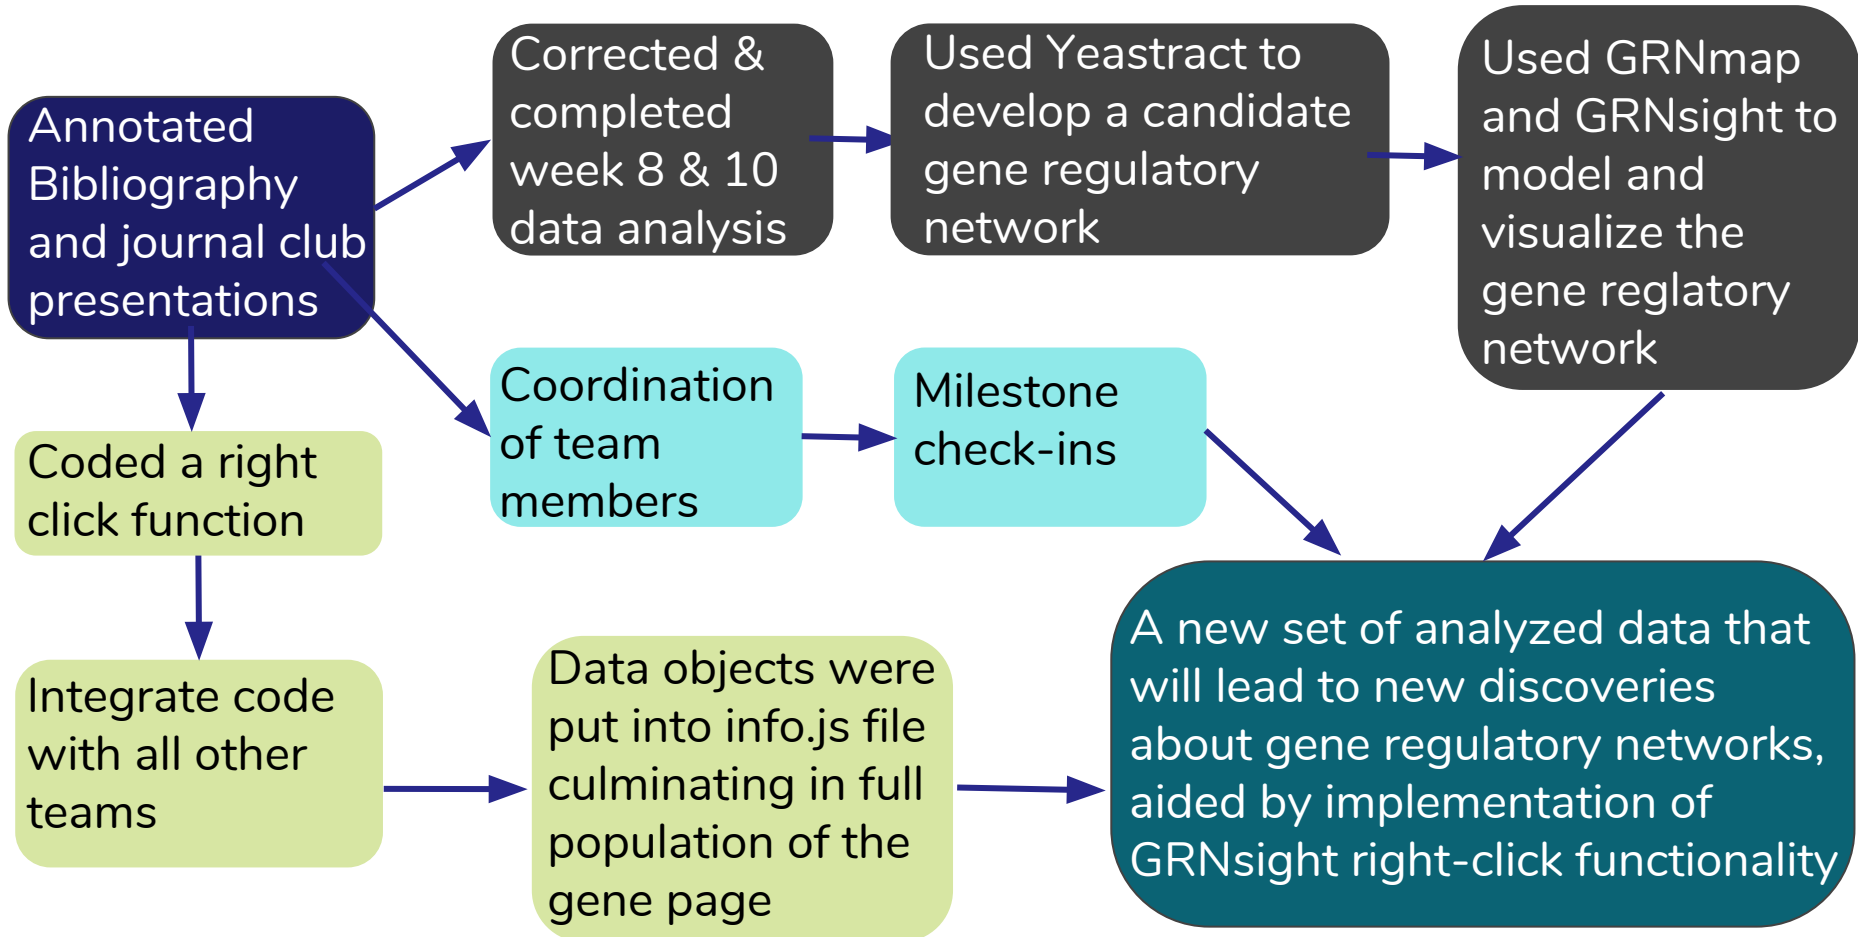 Annotated
Bibliography
and journal club
presentations
Corrected &
completed
week 8 & 10
data analysis
Used Yeastract to
develop a candidate
gene regulatory
network
Used GRNmap
and GRNsight to
model and
visualize the
gene reglatory
network
Coordination
of team
members
Milestone
check-ins
Coded a right
click function
Integrate code
with all other
teams
Data objects were
put into info.js file
culminating in full
population of the
gene page
A new set of analyzed data that
will lead to new discoveries
about gene regulatory networks,
aided by implementation of
GRNsight right-click functionality